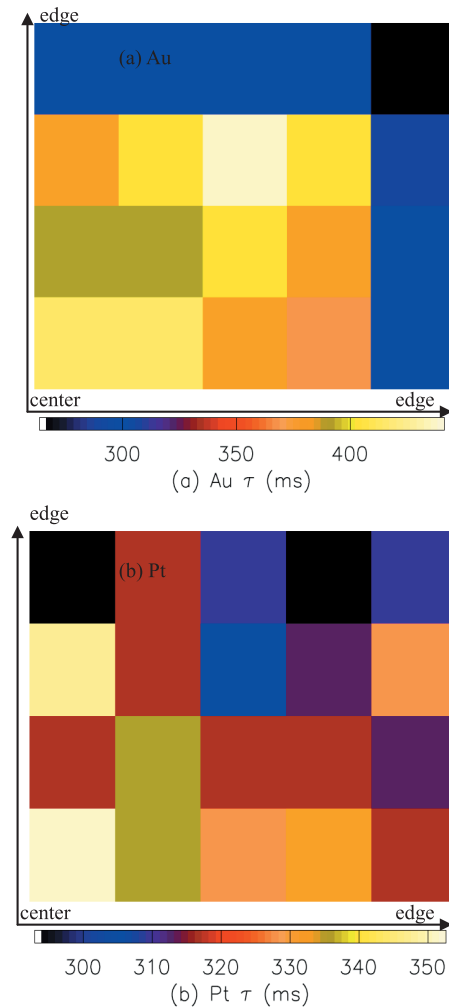 edge
(a) Au
center edge
300 350 400
(a) Au τ (ms)
edge
(b) Pt
center edge
300 310 320 330 340 350
(b) Pt τ (ms)